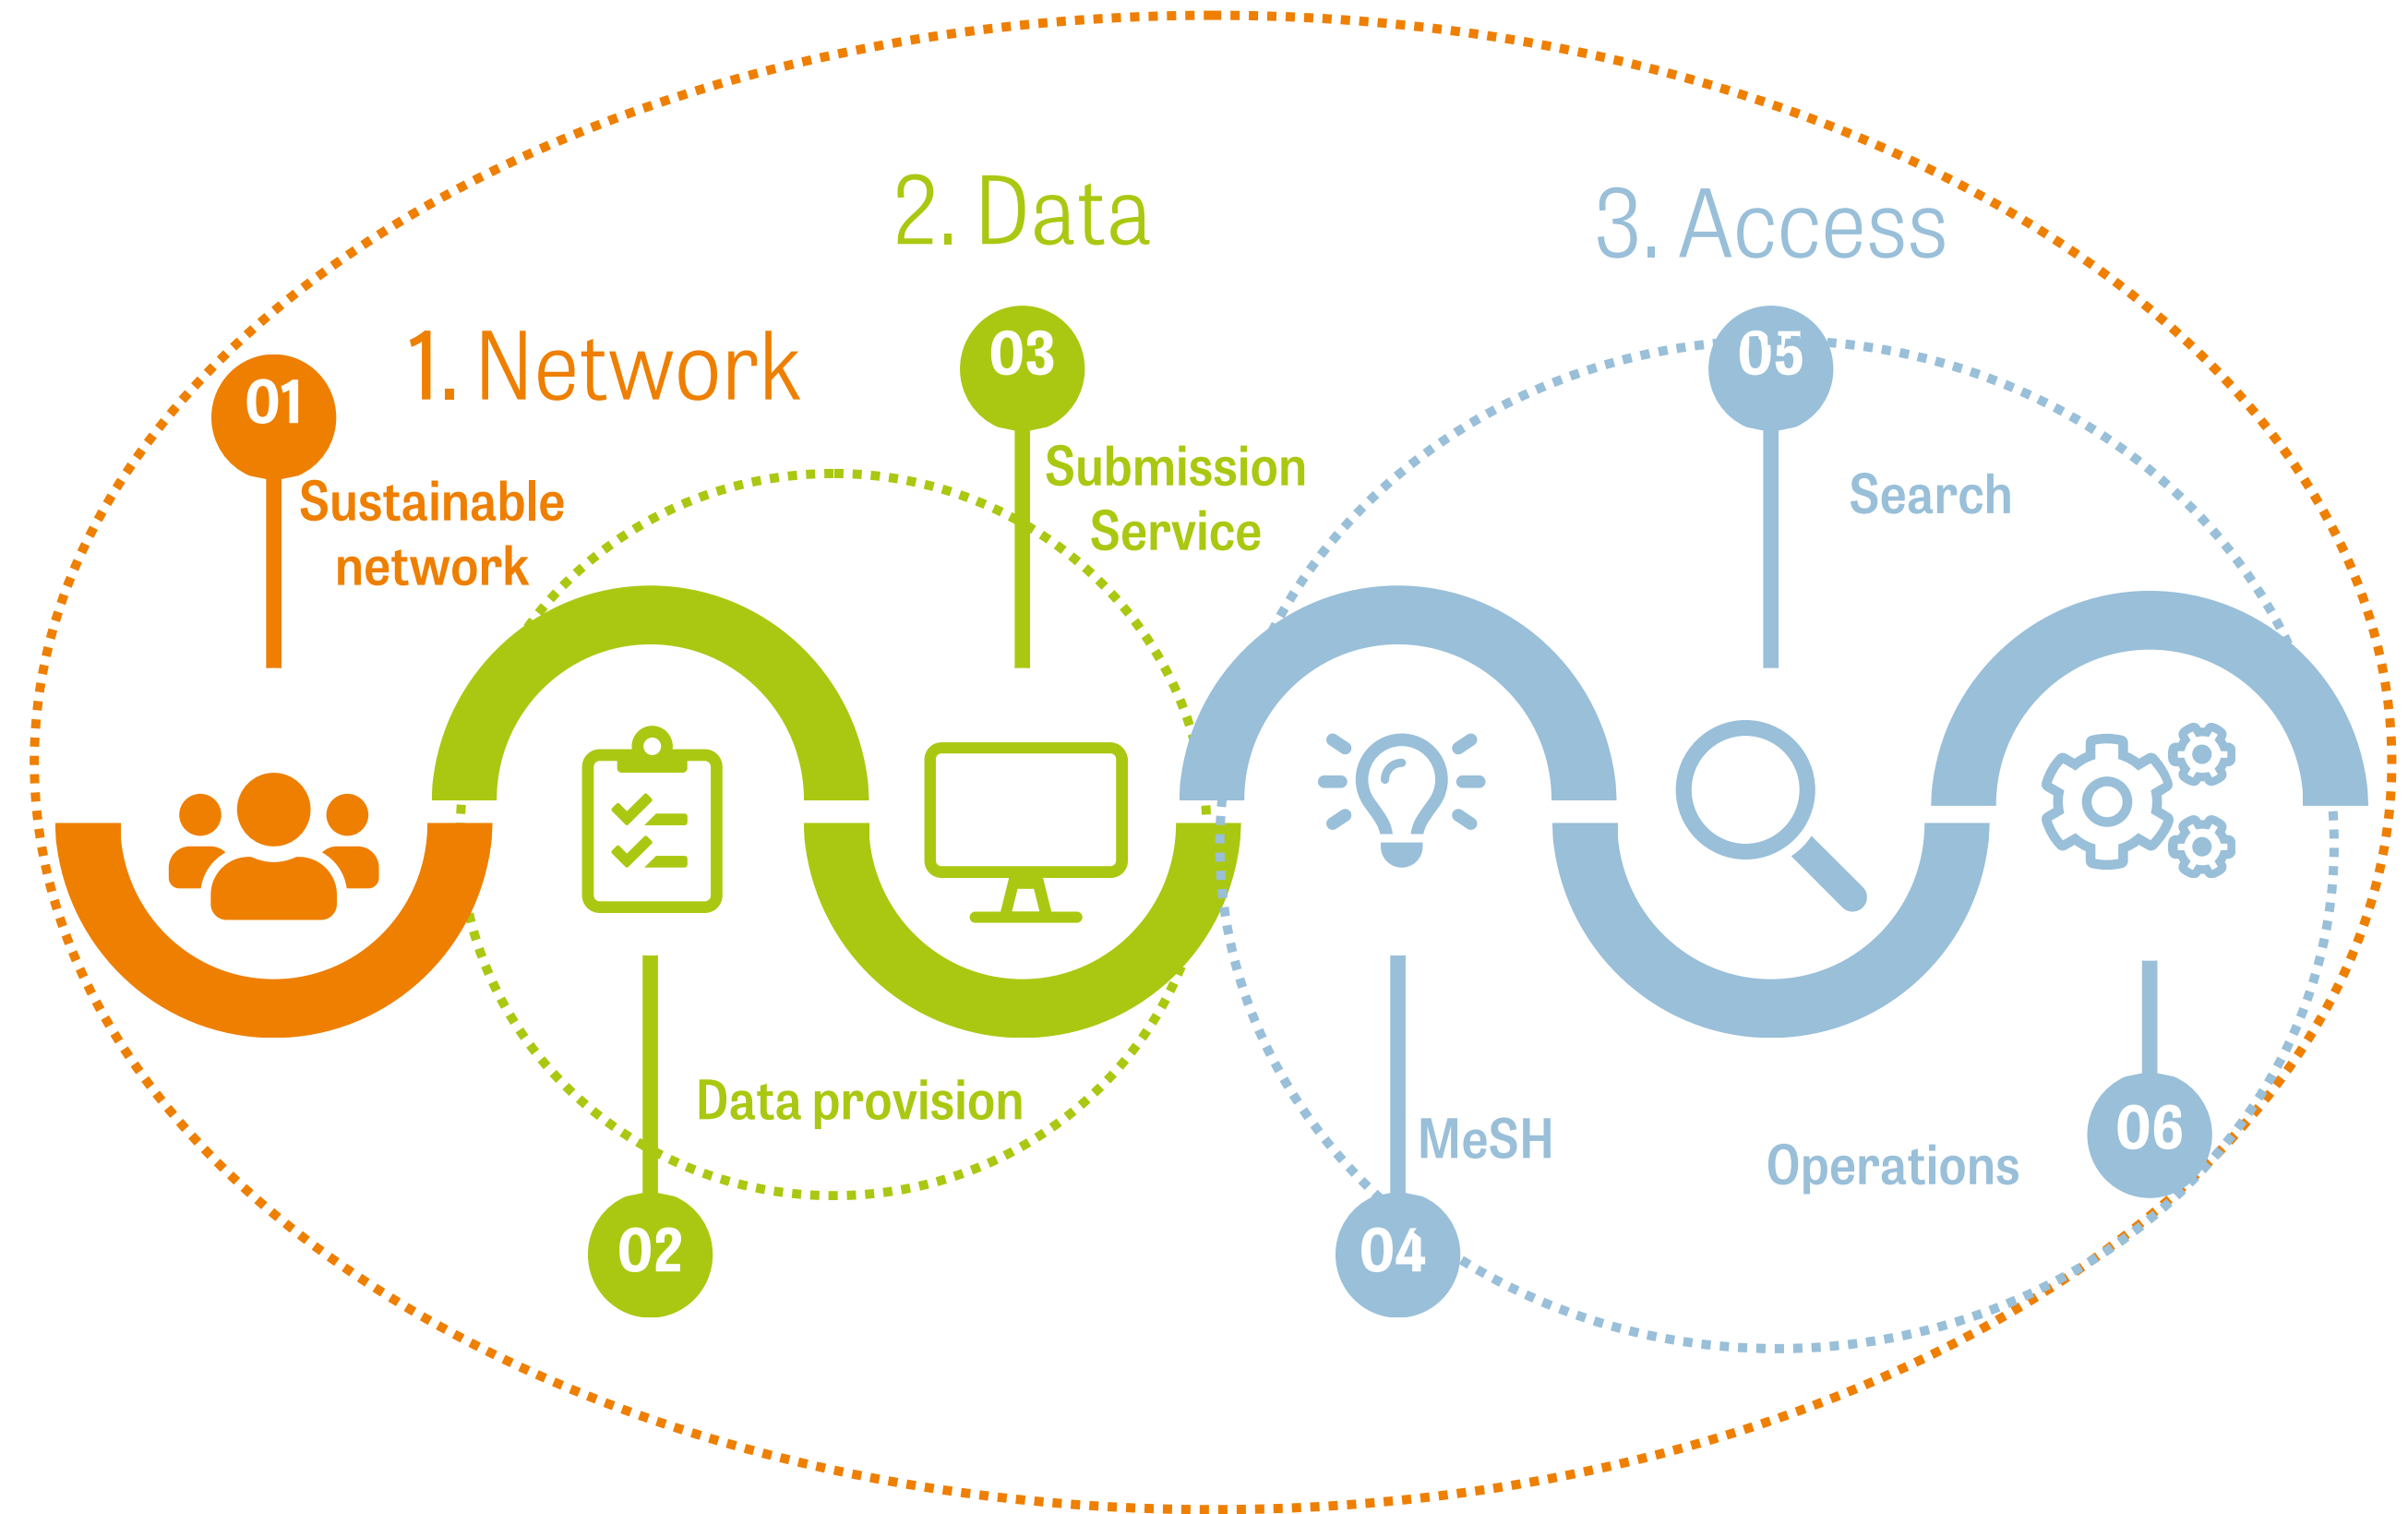 1. Network
01
Sustainable
network
2. Data
02
Data provision
03
Submission
Service
3. Access
04
MeSH
05
Search
06
Operations